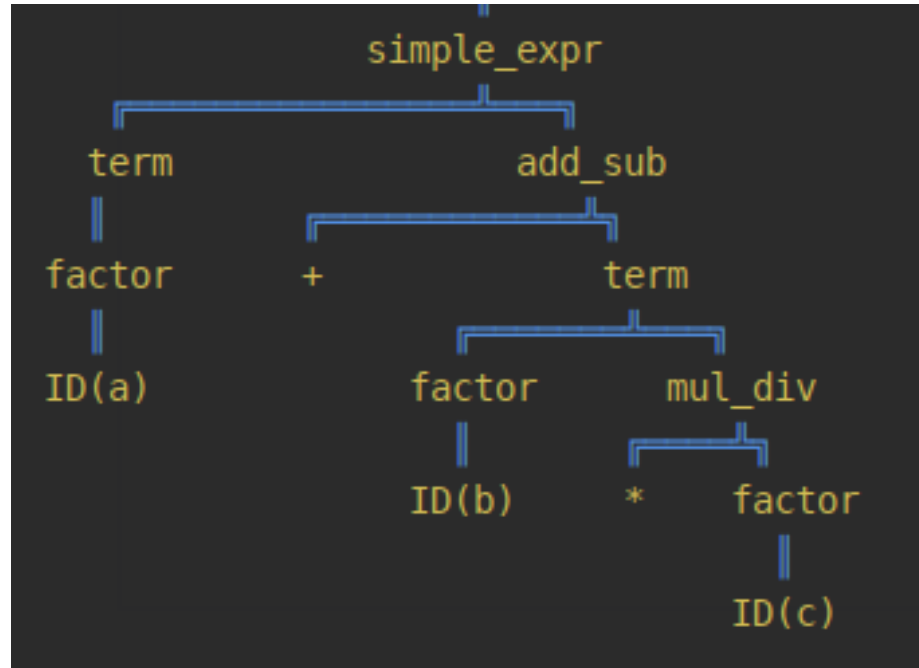 simple_expr
term add_sub
factor + term
ID(a) factor mul_div
ID(b) * factor
ID(c)